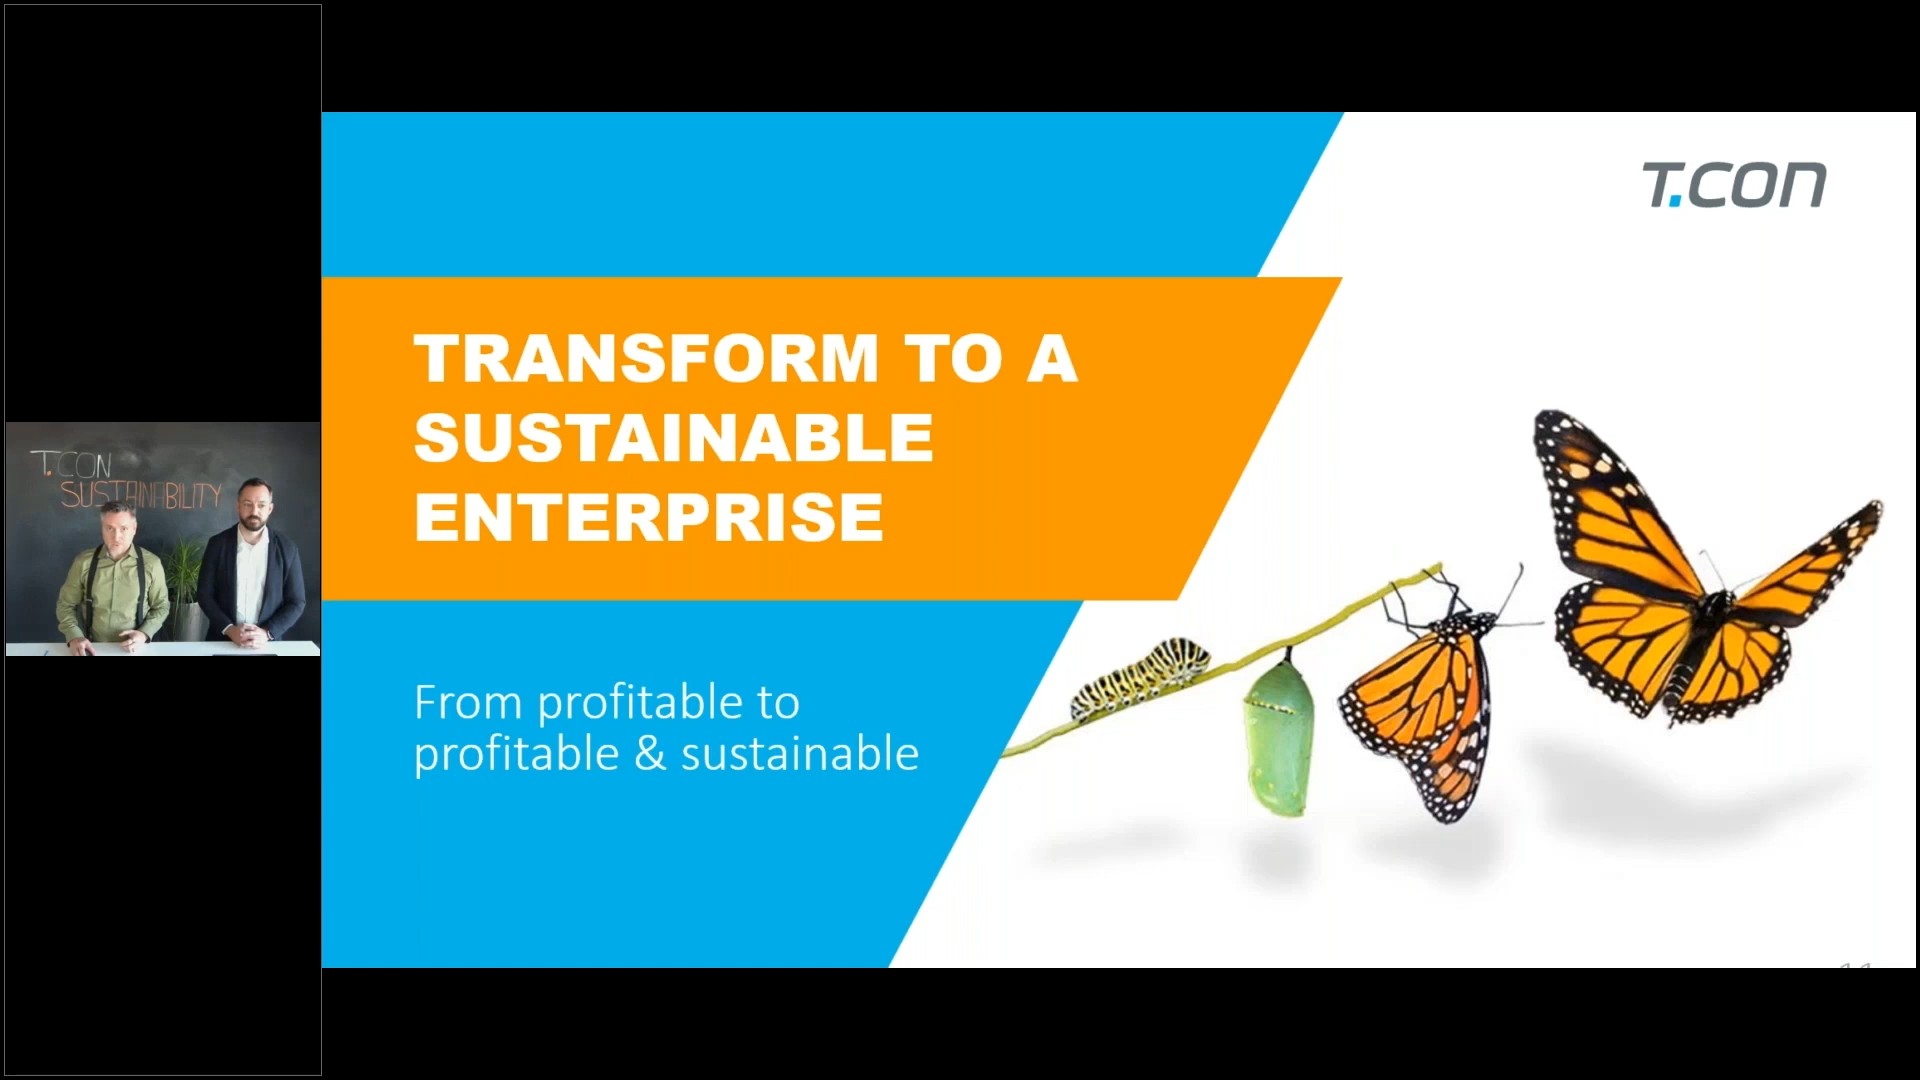 T.CON
SUSTAINABILITY
T.CON
TRANSFORM TO A
SUSTAINABLE
ENTERPRISE
From profitable to
profitable & sustainable